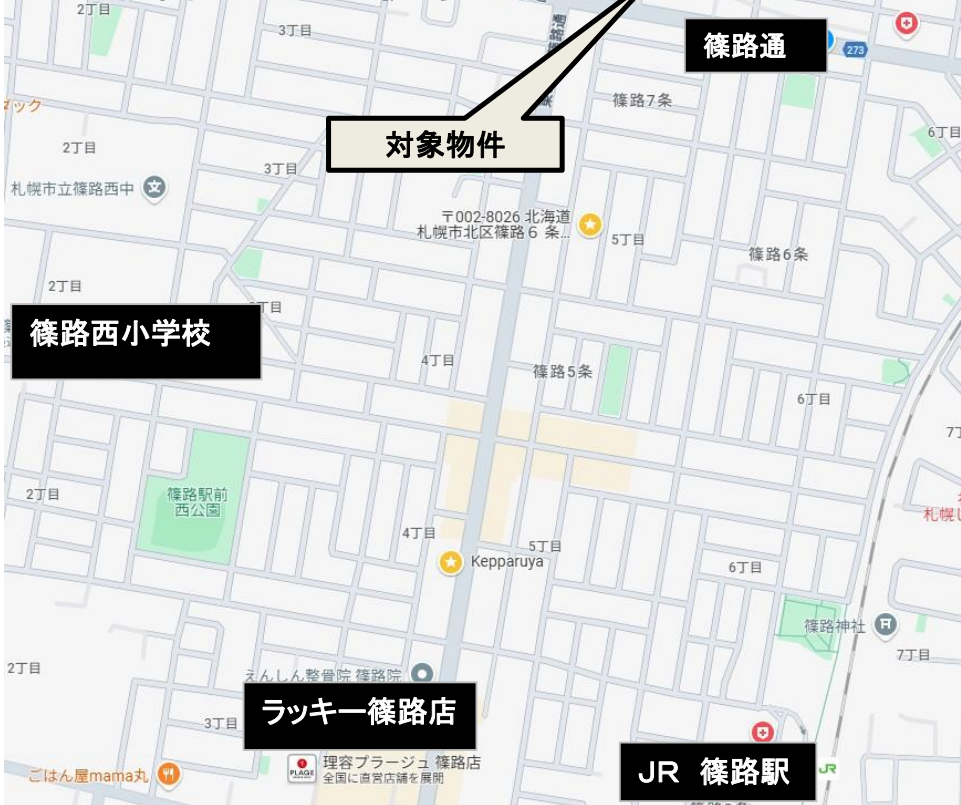 2丁目
3丁目
篠路通
273
篠路7条
対象物件
6丁目
2丁目
3丁目
札幌市立篠路西中
〒002-8026 北海道
札幌市北区篠路６条...
5丁目
篠路6条
2丁目
篠路西小学校
4丁目
篠路5条
6丁目
2丁目
篠路駅前
西公園
4丁目
5丁目
Kepparuya
6丁目
篠路神社
7丁目
2丁目
えんしん整骨院 篠路院
ラッキー篠路店
3丁目
PLAGE
理容プラージュ 篠路店
全国に直営店舗を展開
ごはん屋mama丸
JR 篠路駅
JR